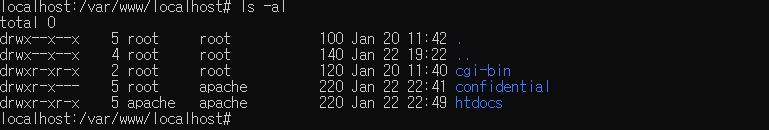 localhost:/var/www/localhost# ls -al
total 0
drwx--x--x    5 root     root           100 Jan 20 11:42 .
drwx--x--x    4 root     root           140 Jan 22 19:22 ..
drwxr-xr-x    2 root     root           120 Jan 20 11:40 cgi-bin
drwxr-x---    5 root     apache         220 Jan 22 22:41 confidential
drwxr-xr-x    5 apache   apache         220 Jan 22 22:49 htdocs
localhost:/var/www/localhost#